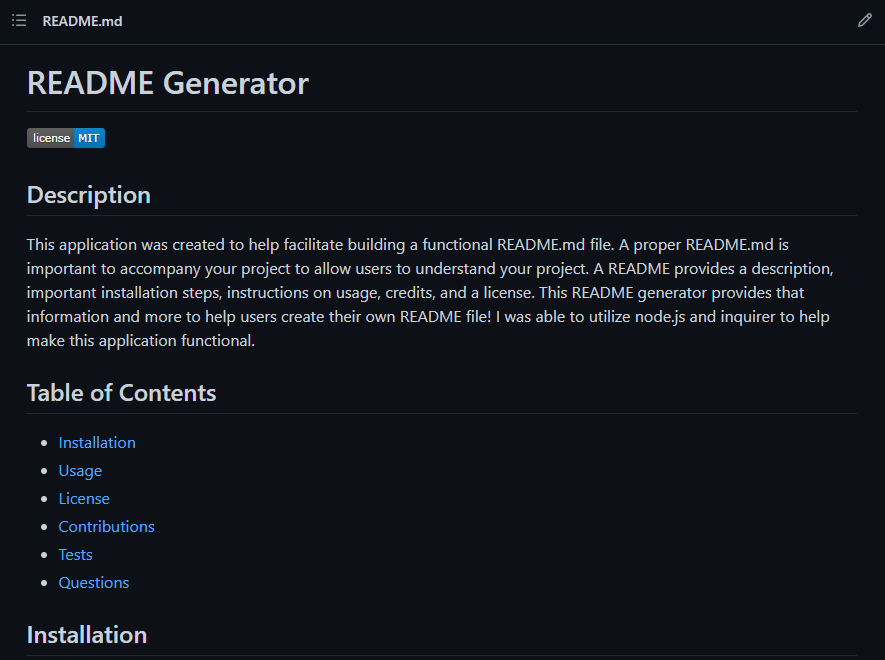 README.md
README Generator
license MIT
Description
This application was created to help facilitate building a functional README.md file. A proper README.md is
important to accompany your project to allow users to understand your project. A README provides a description,
important installation steps, instructions on usage, credits, and a license. This README generator provides that
information and more to help users create their own README file! I was able to utilize node.js and inquirer to help
make this application functional.
Table of Contents
Installation
Usage
License
Contributions
Tests
Questions
Installation